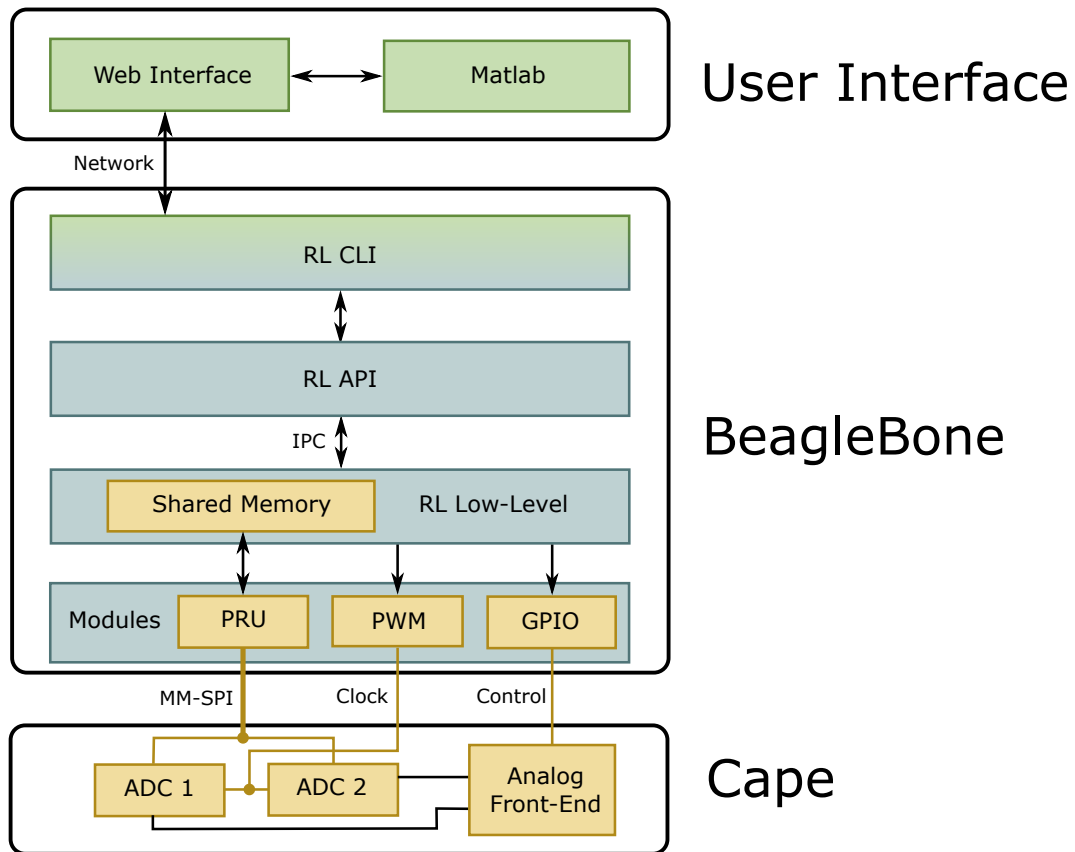 Web Interface
Matlab
User Interface
Network
RL CLI
RL API
BeagleBone
IPC
Shared Memory
RL Low-Level
Modules
PRU
PWM
GPIO
MM-SPI
Clock
Control
ADC 1
ADC 2
Analog
Front-End
Cape